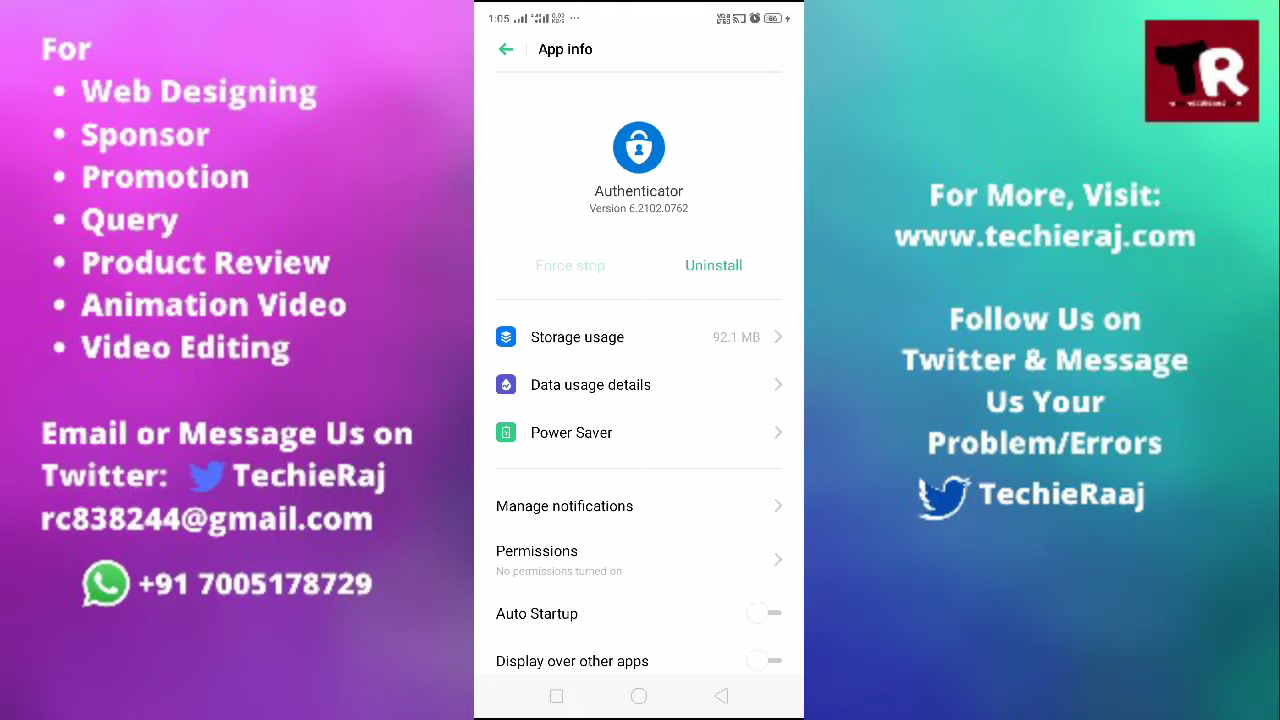 For
• Web Designing
• Sponsor
• Promotion
• Query
• Product Review
• Animation Video
• Video Editing
Email or Message Us on
Twitter: TechieRaj
rc838244@gmail.com
+91 7005178729
1:05
66
App info
Authenticator
Version 6.2102.0762
Force stop
Uninstall
Storage usage 92.1 MB
Data usage details
Power Saver
Manage notifications
Permissions
No permissions turned on
Auto Startup
Display over other apps
TR
For More, Visit:
www.techieraj.com
Follow Us on
Twitter & Message
Us Your
Problem/Errors
TechieRaaj